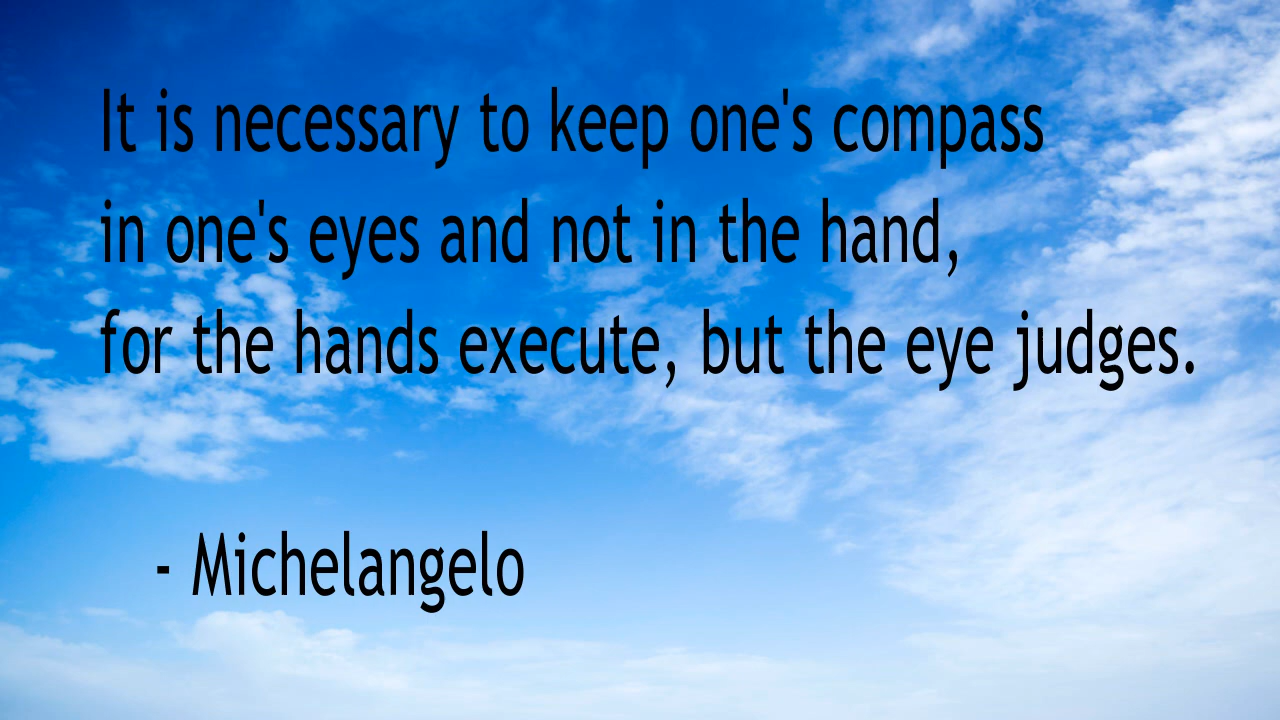 It is necessary to keep one's compass
in one's eyes and not in the hand,
for the hands execute, but the eye judges.
- Michelangelo